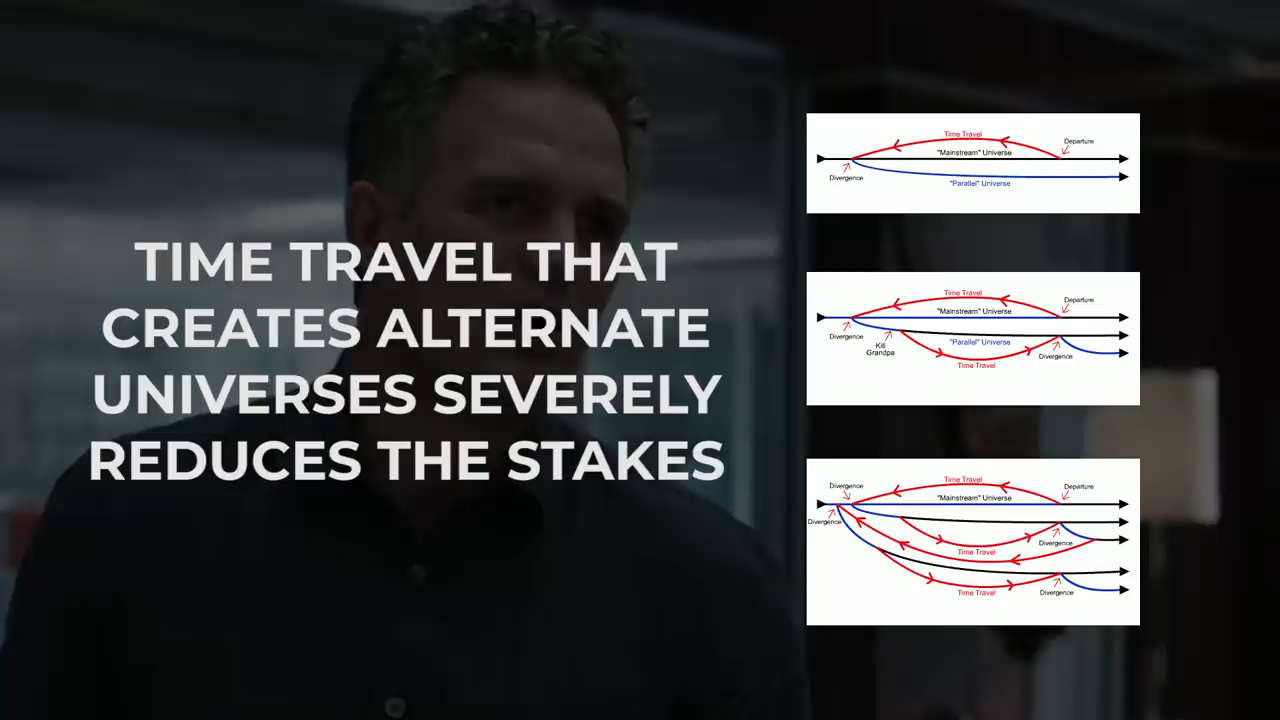 TIME TRAVEL THAT
CREATES ALTERNATE
UNIVERSES SEVERELY
REDUCES THE STAKES
Time Travel
Departure
"Mainstream" Universe
Divergence
"Parallel" Universe
Time Travel
Departure
"Mainstream" Universe
Divergence
Kill
Grandpa
"Parallel" Universe
Divergence
Time Travel
Divergence
Time Travel
Departure
"Mainstream" Universe
Divergence
Divergence
Time Travel
Time Travel
Divergence